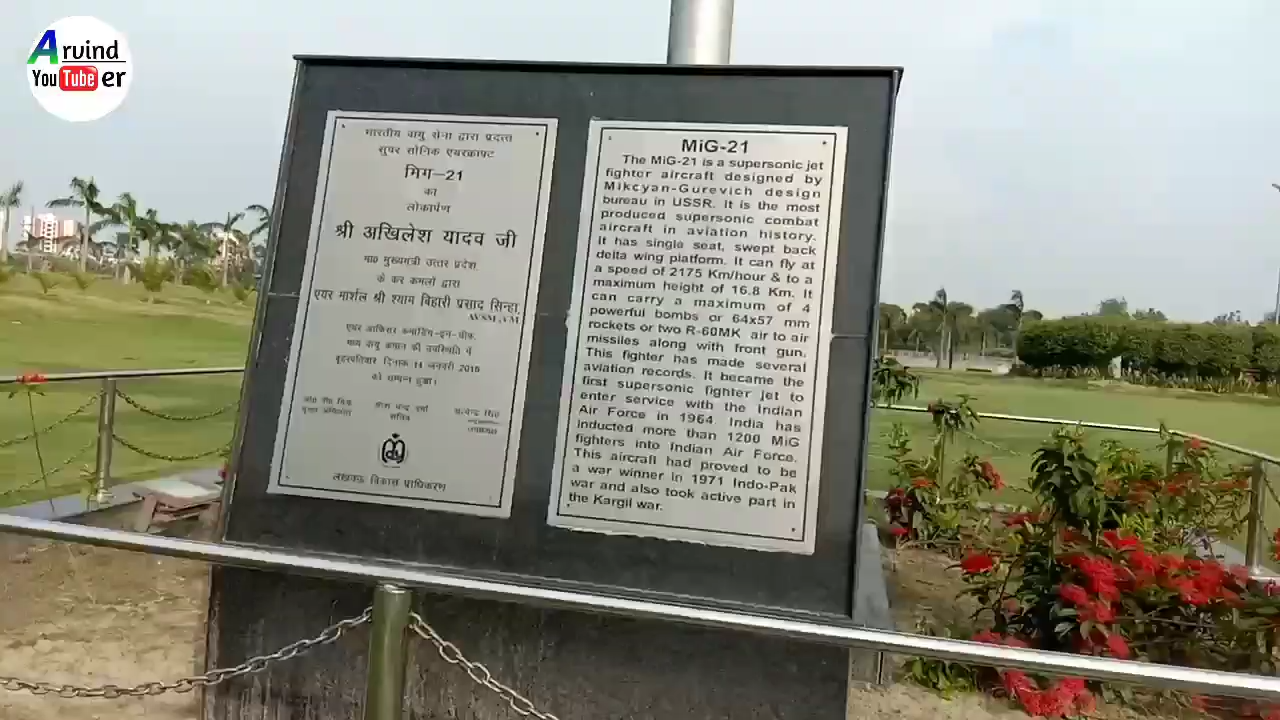 Arvind
YouTuber
भारतीय वायु सेना द्वारा प्रदत्त
सुपर सोनिक एयरक्राफ्ट
मिग–21
का
लोकार्पण
श्री अखिलेश यादव जी
मा0 मुख्यमंत्री उत्तर प्रदेश
के कर कमलों द्वारा
एयर मार्शल श्री श्याम बिहारी प्रसाद सिन्हा,
AVSM, VM
एयर आफिसर कमांडिंग-इन-चीफ,
मध्य वायु कमान की उपस्थिति में
बृहस्पतिवार दिनांक 14 जनवरी 2016
को सम्पन्न हुआ।
सचिव
लखनऊ विकास प्राधिकरण
MiG-21
The MiG-21 is a supersonic jet
fighter aircraft designed by
Mikcyan-Gurevich design
bureau in USSR. It is the most
produced supersonic combat
aircraft in aviation history.
It has single seat, swept back
delta wing platform. It can fly at
a speed of 2175 Km/hour & to a
maximum height of 16.8 Km. It
can carry a maximum of 4
powerful bombs or 64x57 mm
rockets or two R-60MK air to air
missiles along with front gun.
This fighter has made several
aviation records. It became the
first supersonic fighter jet to
enter service with the Indian
Air Force in 1964. India has
inducted more than 1200 MiG
fighters into Indian Air Force.
This aircraft had proved to be
a war winner in 1971 Indo-Pak
war and also took active part in
the Kargil war.